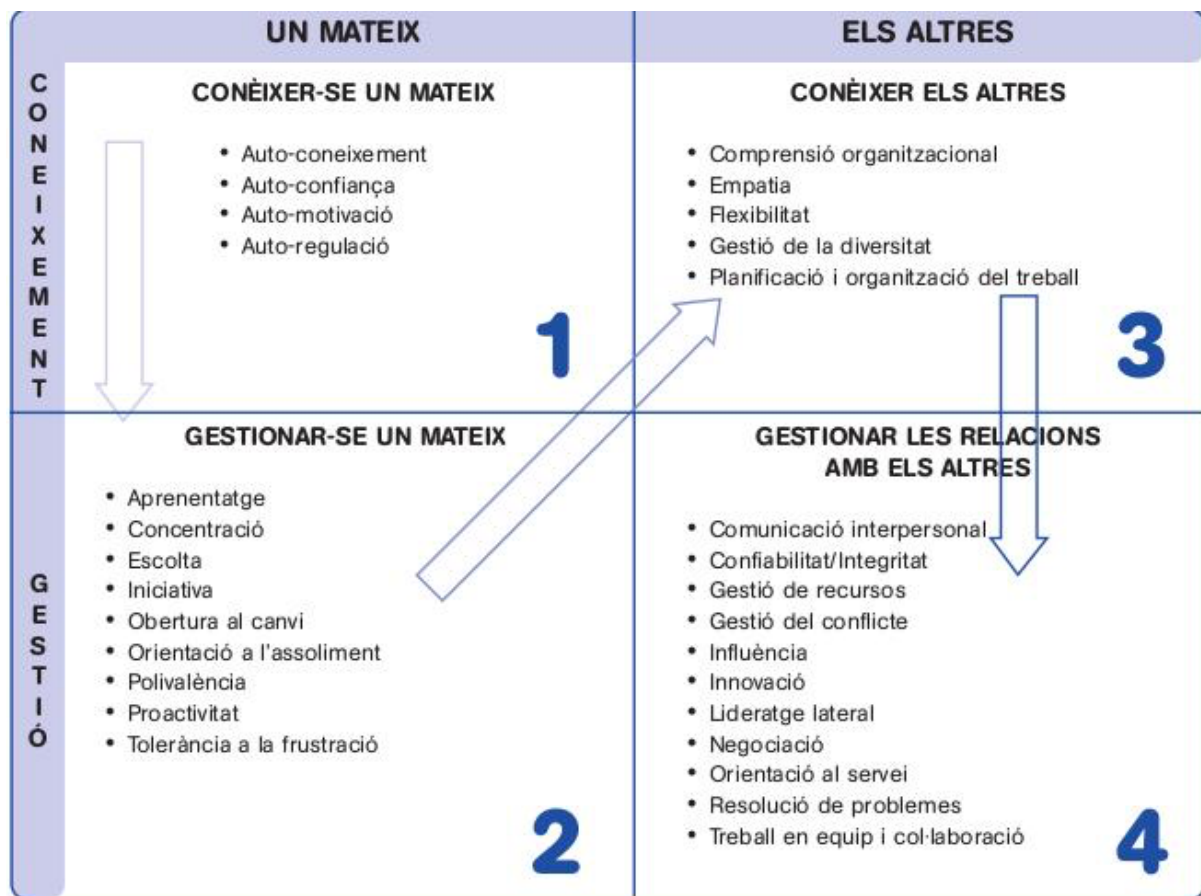 UN MATEIX
ELS ALTRES
CONEIXEMENT
CONÈIXER-SE UN MATEIX
• Auto-coneixement
• Auto-confiança
• Auto-motivació
• Auto-regulació
1
CONÈIXER ELS ALTRES
• Comprensió organitzacional
• Empatia
• Flexibilitat
• Gestió de la diversitat
• Planificació i organització del treball
3
GESTIÓ
GESTIONAR-SE UN MATEIX
• Aprenentatge
• Concentració
• Escolta
• Iniciativa
• Obertura al canvi
• Orientació a l'assoliment
• Polivalència
• Proactivitat
• Tolerància a la frustració
2
GESTIONAR LES RELACIONS
AMB ELS ALTRES
• Comunicació interpersonal
• Confiabilitat/Integritat
• Gestió de recursos
• Gestió del conflicte
• Influència
• Innovació
• Lideratge lateral
• Negociació
• Orientació al servei
• Resolució de problemes
• Treball en equip i col·laboració
4